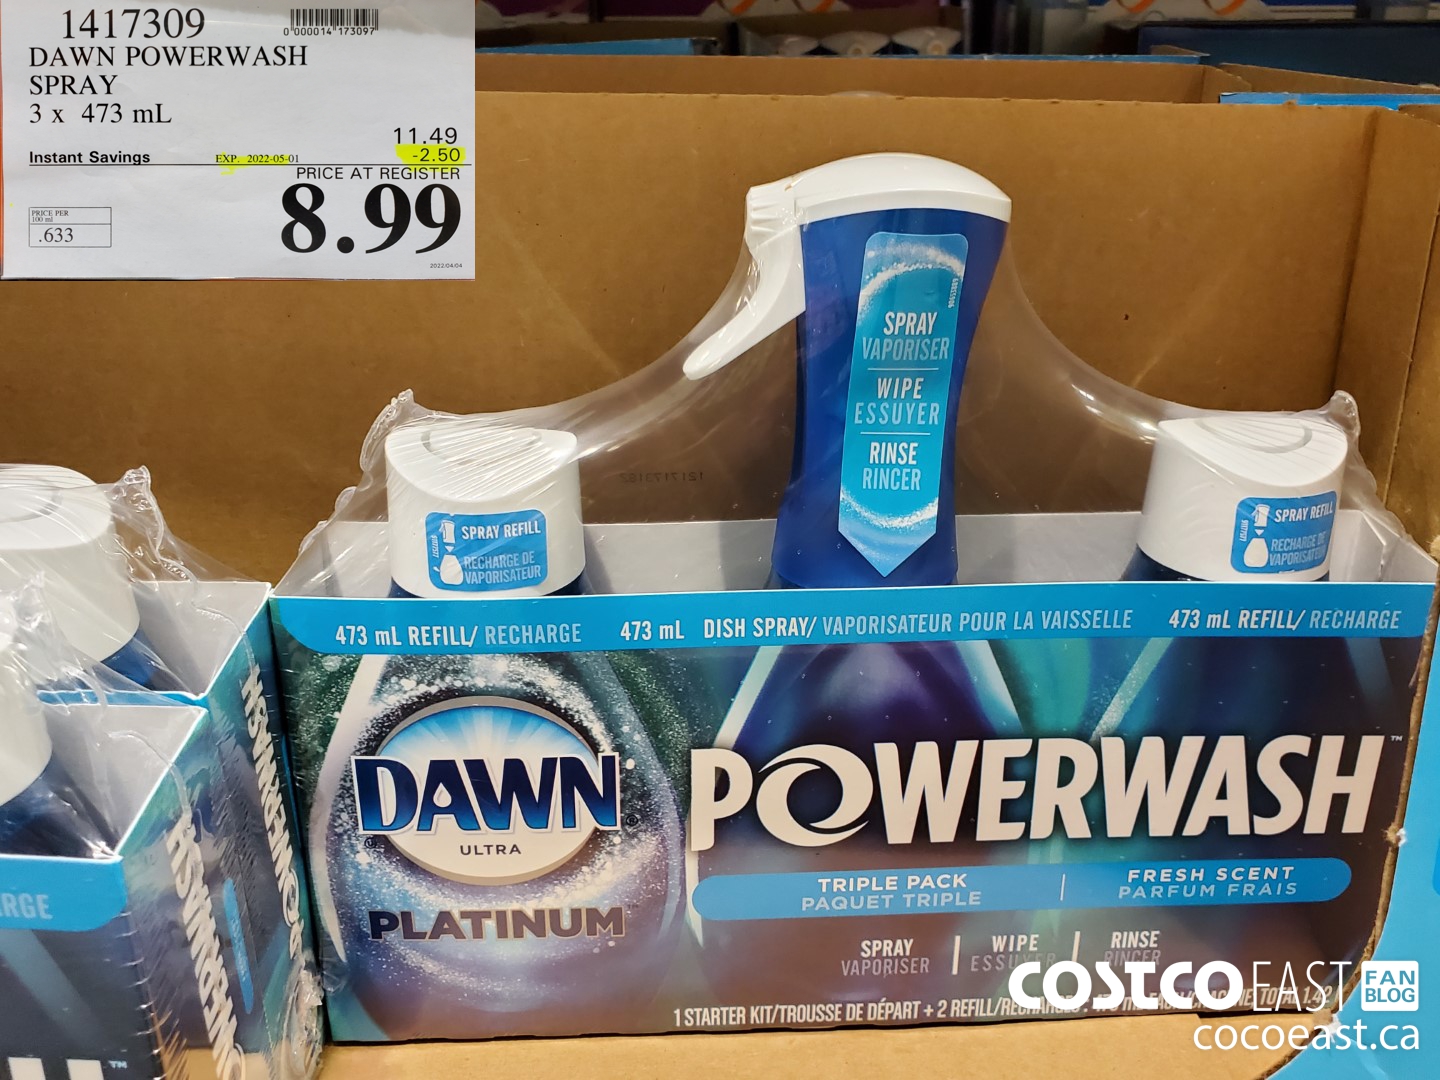 1417309
0"000014"173097"
DAWN POWERWASH
SPRAY
3 x 473 mL
11.49
Instant Savings EXP. 2022-05-01 -2.50
PRICE AT REGISTER
8.99
PRICE PER
100 ml
.633
2022/04/04
SPRAY
VAPORISER
WIPE
ESSUYER
RINSE
RINCER
SPRAY REFILL
RECHARGE DE
VAPORISATEUR
SPRAY REFILL
RECHARGE DE
VAPORISATEUR
473 mL REFILL/ RECHARGE 473 mL DISH SPRAY/ VAPORISATEUR POUR LA VAISSELLE 473 mL REFILL/ RECHARGE
DAWN
ULTRA
PLATINUM
POWERWASH™
TRIPLE PACK | FRESH SCENT
PAQUET TRIPLE | PARFUM FRAIS
SPRAY | WIPE | RINSE
VAPORISER ESSUYER RINCER
1 STARTER KIT/TROUSSE DE DÉPART + 2 REFILL/RECHARGE
POWERWASH
POWERWASH
COSTCO EAST FAN
BLOG
cocoeast.ca